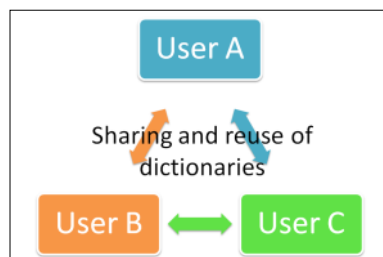 User A
Sharing and reuse of
dictionaries
User B
User C